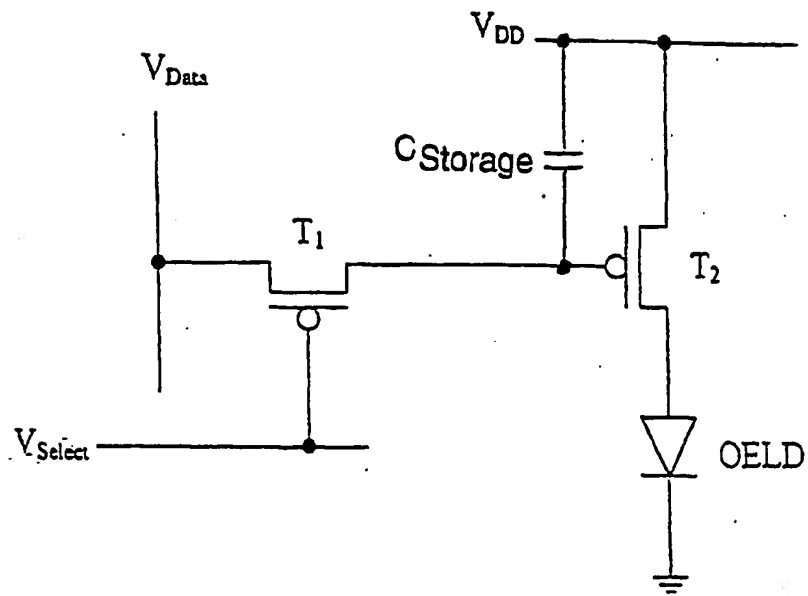 V_DD
V_Data
C_Storage
T_1
T_2
V_Select
OELD